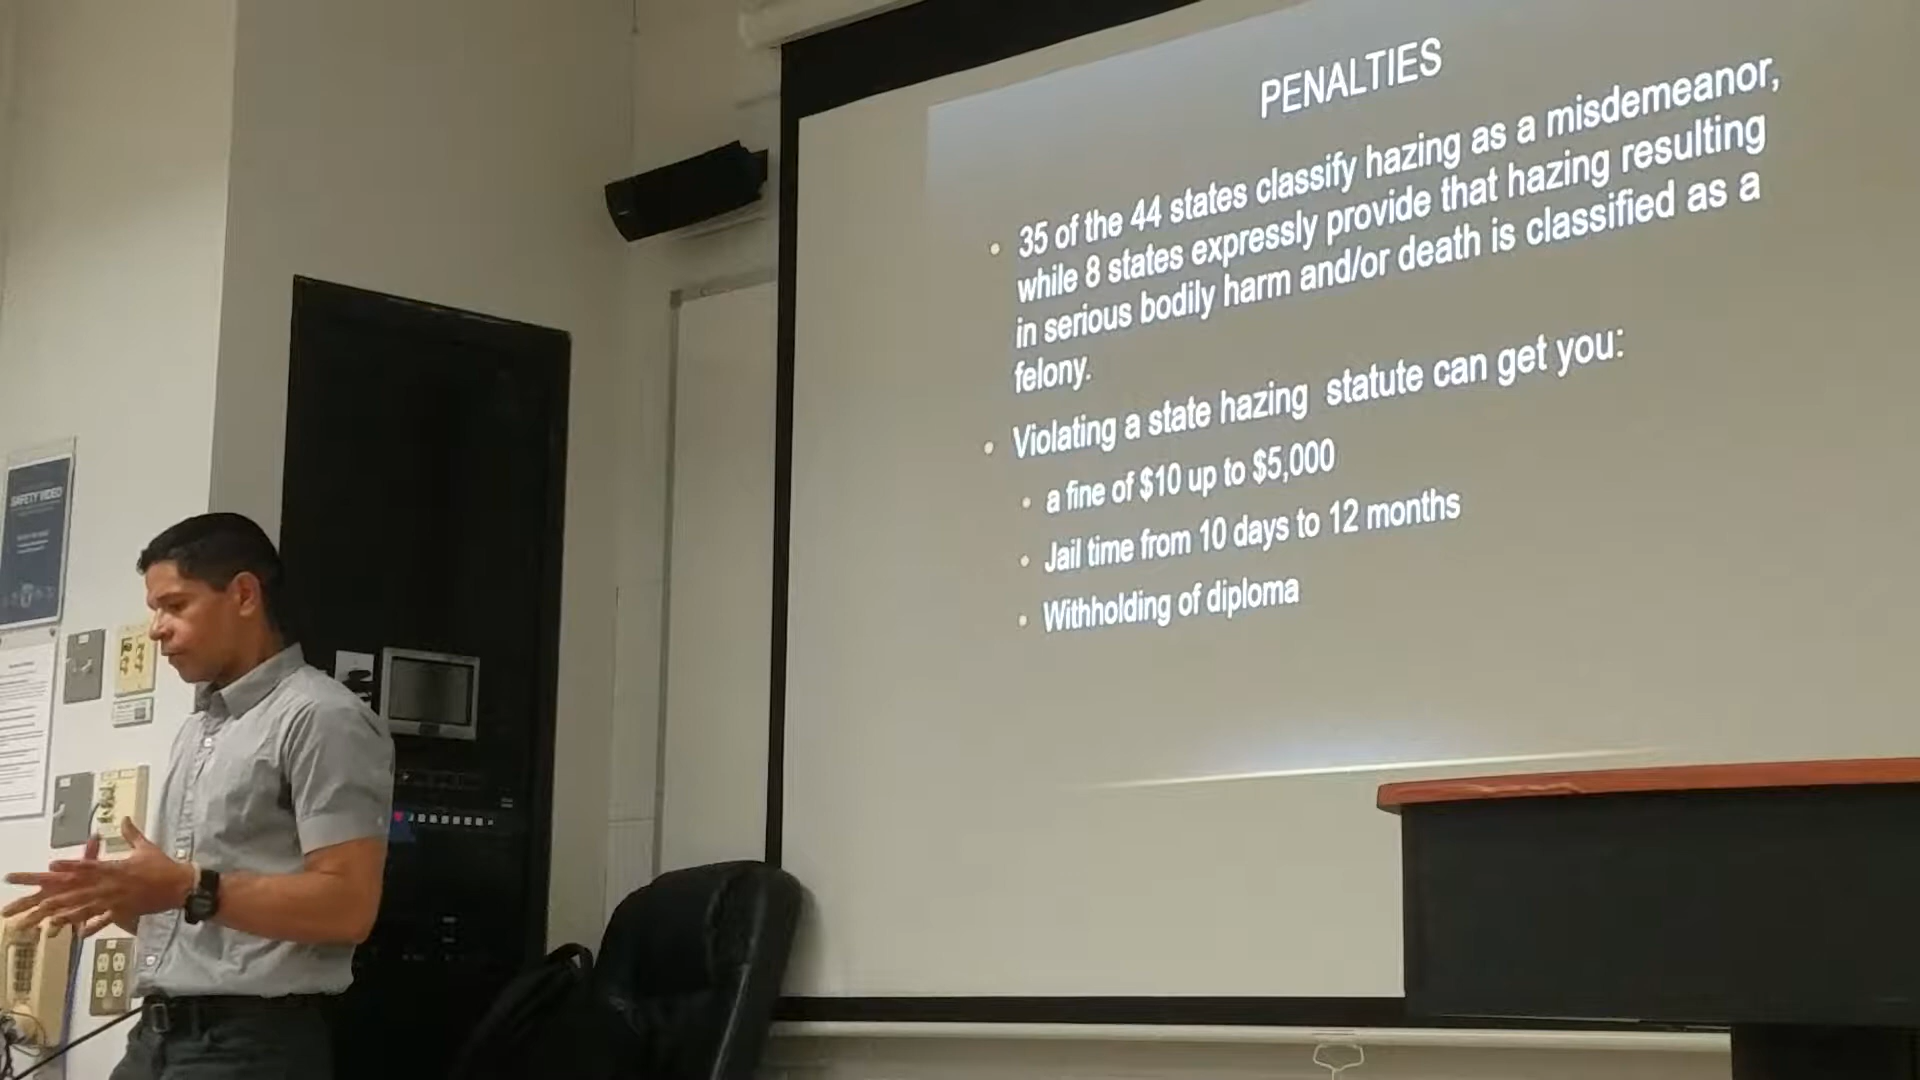 PENALTIES
• 35 of the 44 states classify hazing as a misdemeanor,
while 8 states expressly provide that hazing resulting
in serious bodily harm and/or death is classified as a
felony.
• Violating a state hazing statute can get you:
• a fine of $10 up to $5,000
• Jail time from 10 days to 12 months
• Withholding of diploma
SAFETY VIDEO